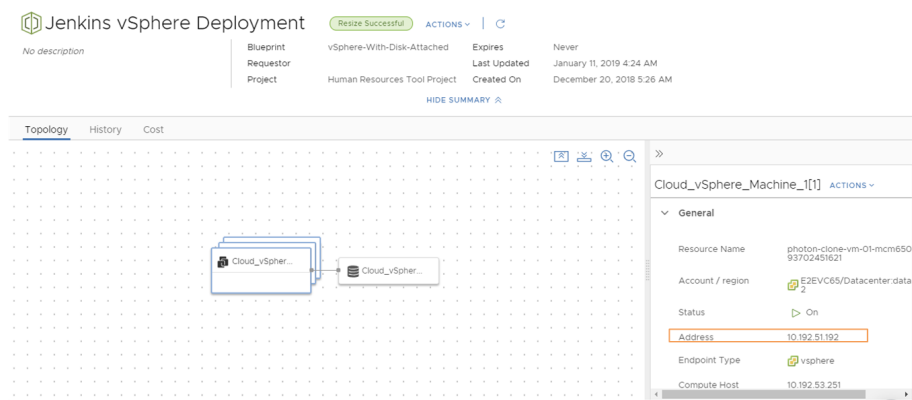 Jenkins vSphere Deployment Resize Successful ACTIONS
No description
Blueprint vSphere-With-Disk-Attached Expires Never
Requestor Last Updated January 11, 2019 4:24 AM
Project Human Resources Tool Project Created On December 20, 2018 5:26 AM
HIDE SUMMARY
Topology History Cost
Cloud_vSphere_Machine_1[1] ACTIONS
General
Cloud_vSpher...
Cloud_vSpher...
Resource Name photon-clone-vm-01-mcm650
93702451621
Account / region E2EVC65/Datacenter:data
2
Status On
Address 10.192.51.192
Endpoint Type vsphere
Compute Host 10.192.53.251